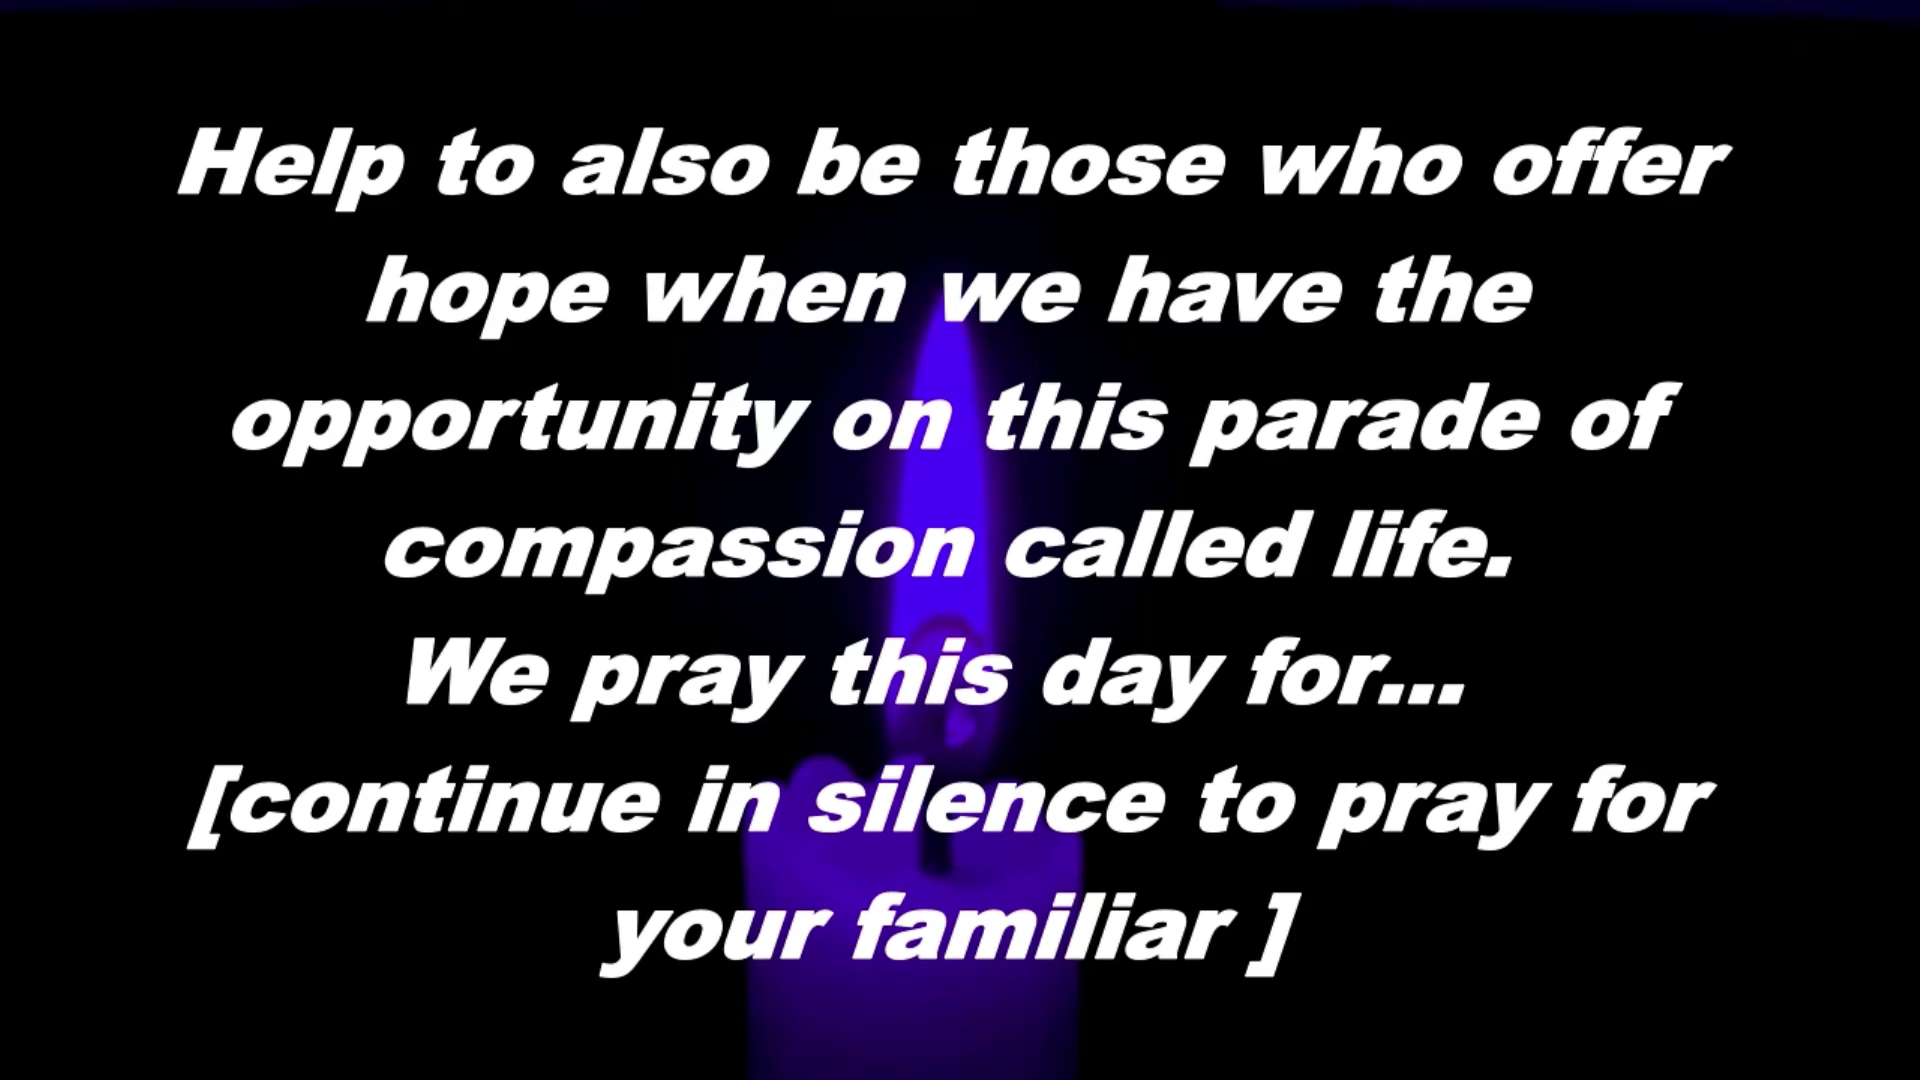 Help to also be those who offer
hope when we have the
opportunity on this parade of
compassion called life.
We pray this day for...
[continue in silence to pray for
your familiar ]